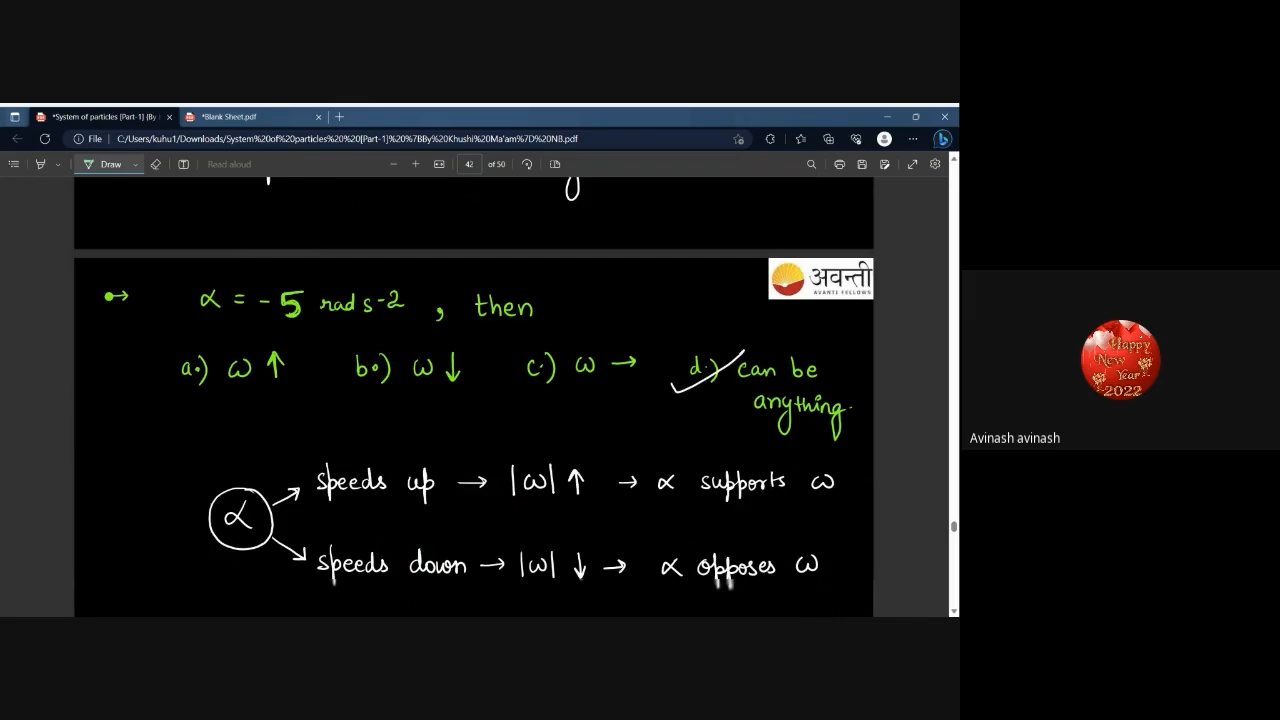 *System of particles [Part-1] {By
*Blank Sheet.pdf
File
C:/Users/kuhu1/Downloads/System%20of%20particles%20%20[Part-1]%20%7BBy%20Khushi%20Ma'am%7D%20NB.pdf
Draw
Read aloud
42 of 50
अवन्ती
AVANTI FELLOWS
α = -5 rad s-2, then
a.) ω ↑ b.) ω ↓ c.) ω → d.) can be
anything.
α
speeds up → |ω| ↑ → α supports ω
speeds down → |ω| ↓ → α opposes ω
Happy
New
Year
2022
Avinash avinash